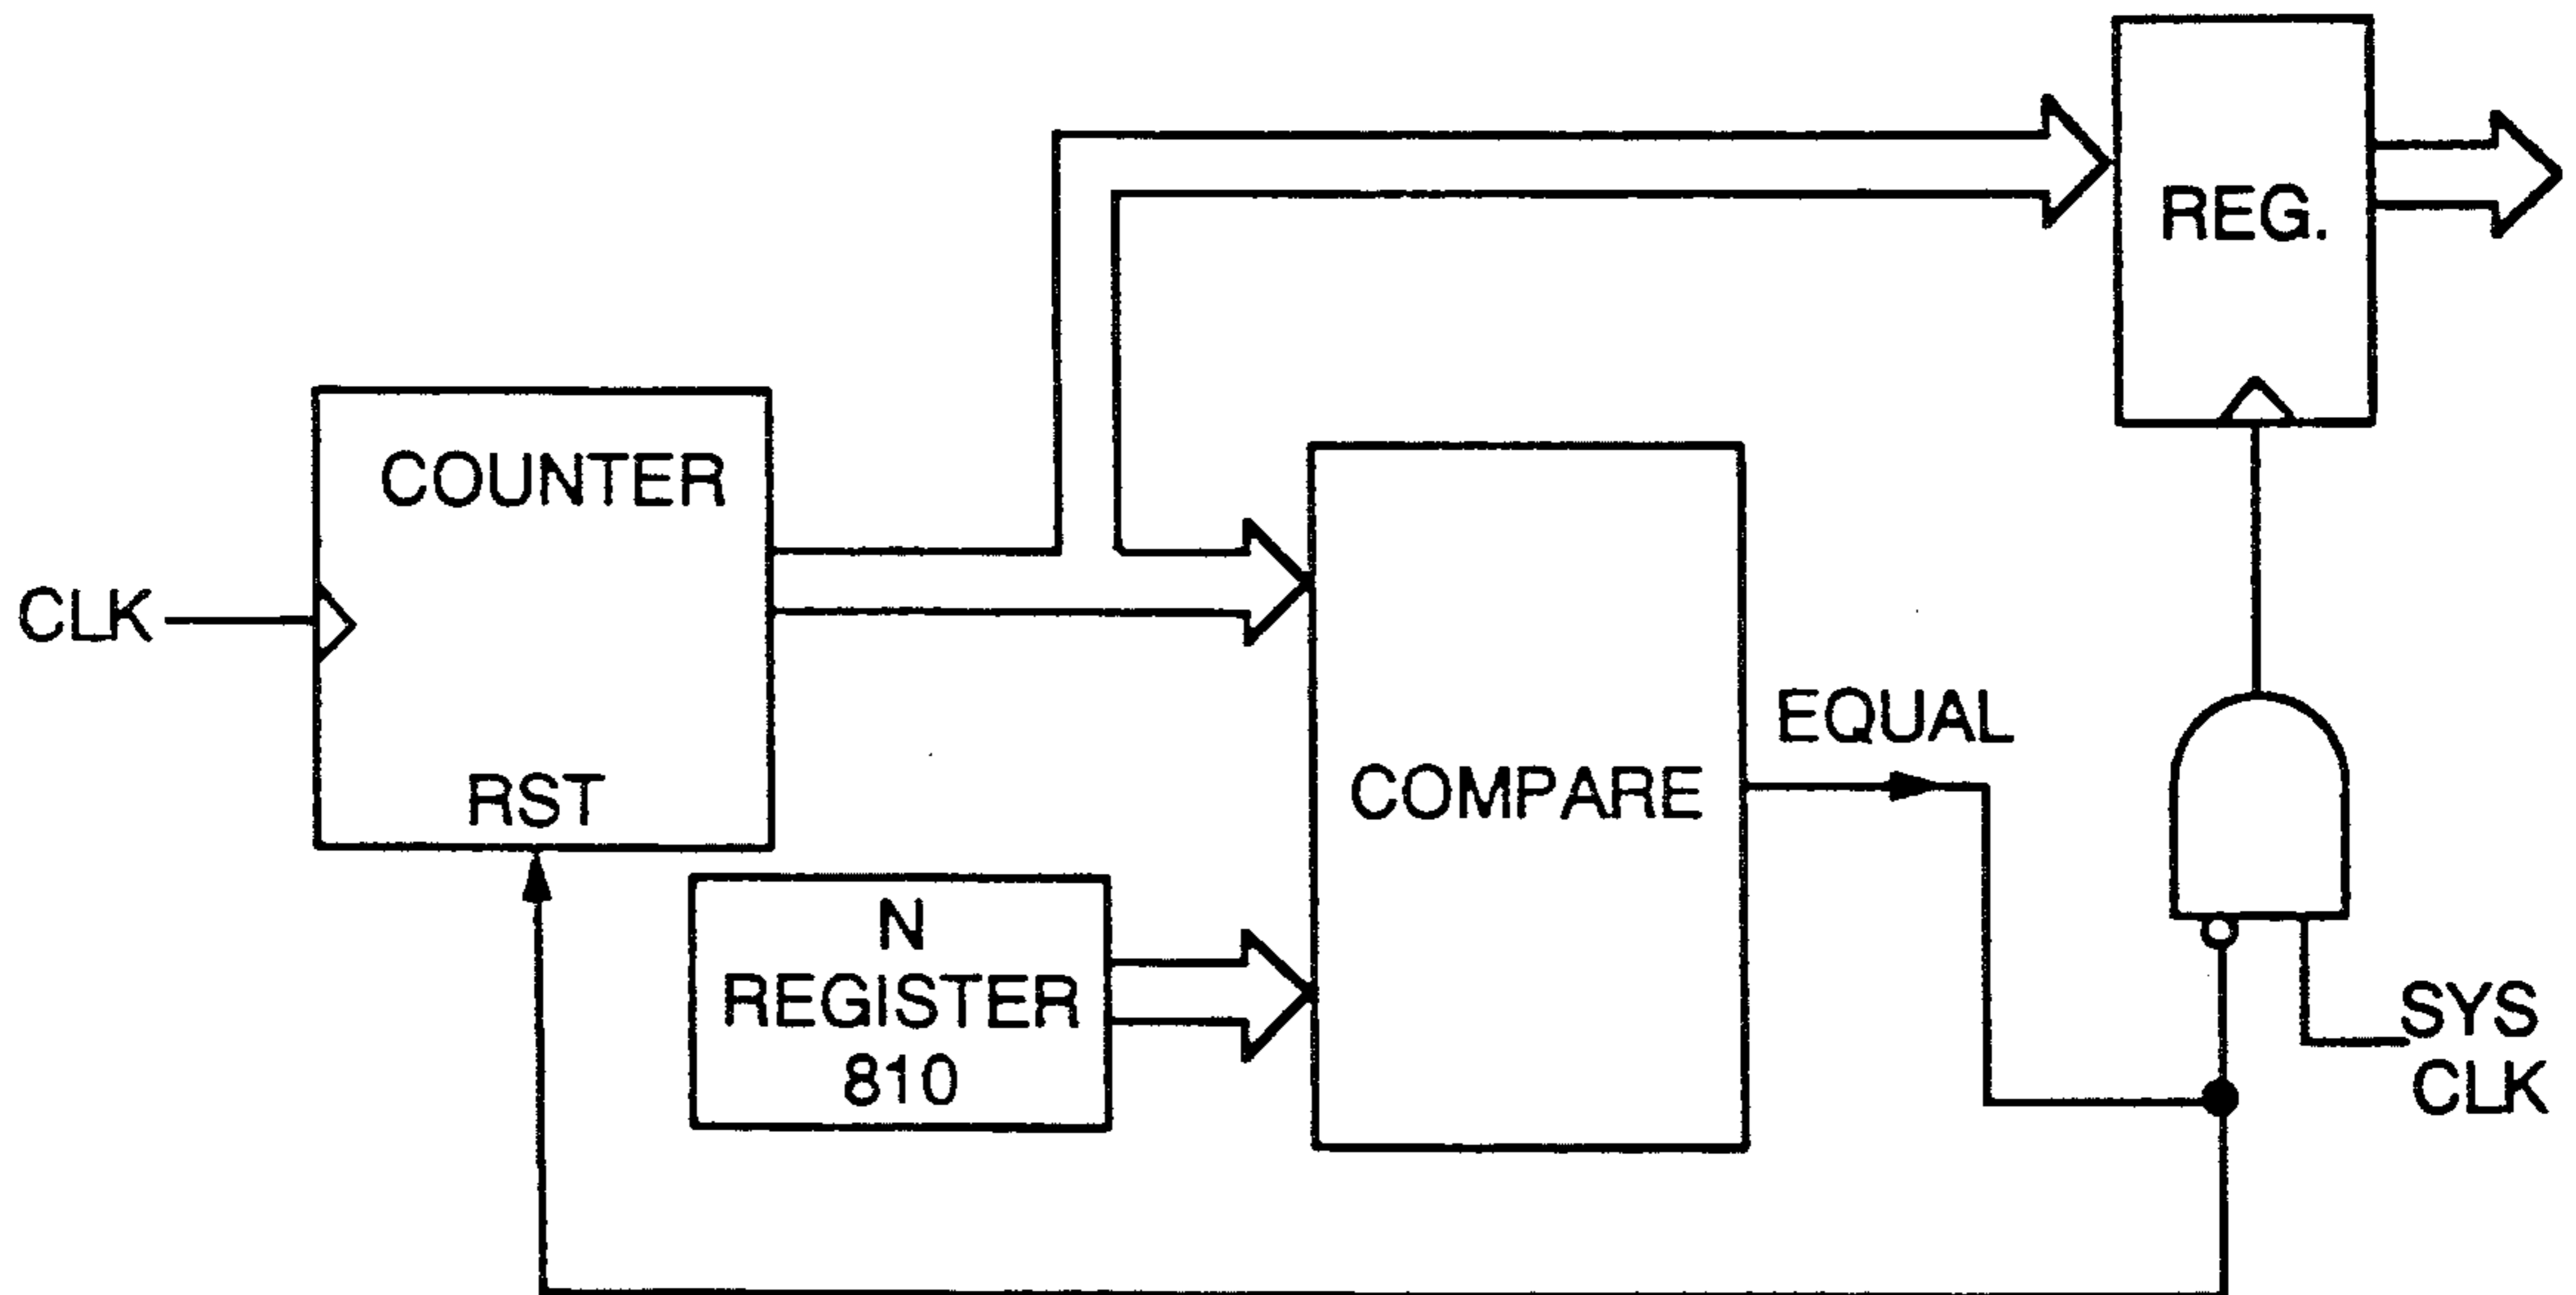 REG.
COUNTER
CLK
RST
EQUAL
COMPARE
N
REGISTER
810
SYS
CLK